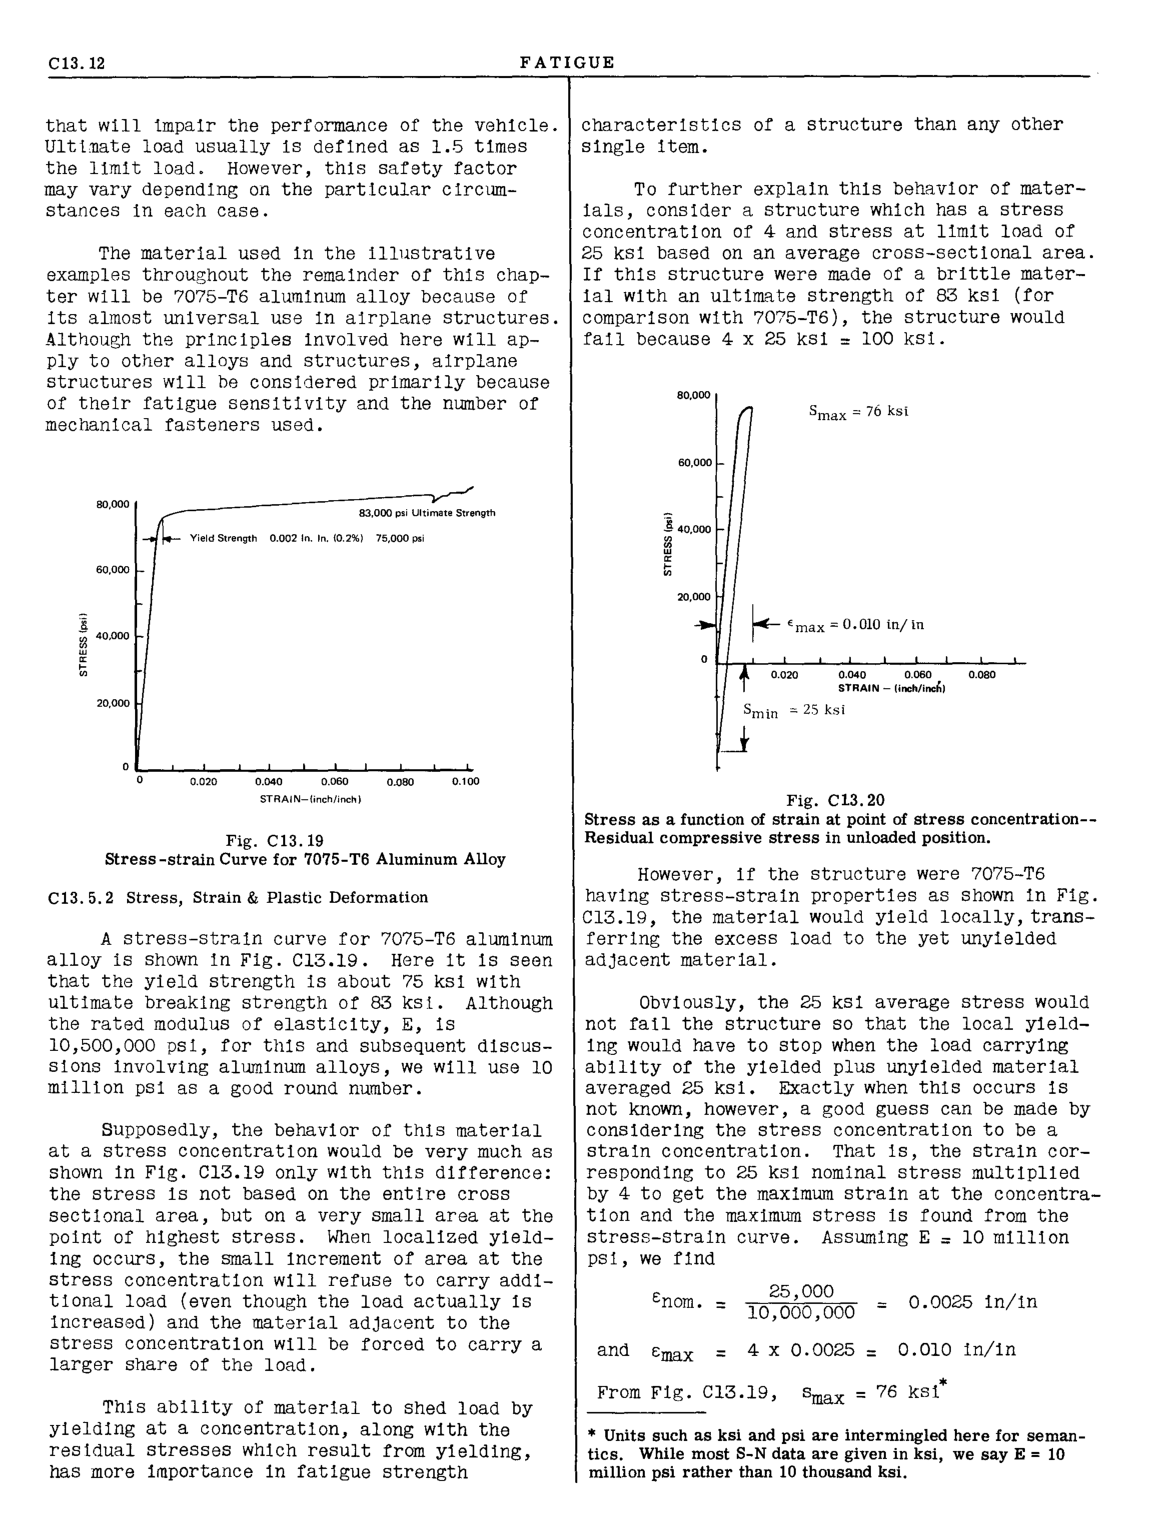 C13.12
FATIGUE
that will impair the performance of the vehicle.
Ultimate load usually is defined as 1.5 times
the limit load. However, this safety factor
may vary depending on the particular circum-
stances in each case.
The material used in the illustrative
examples throughout the remainder of this chap-
ter will be 7075-T6 aluminum alloy because of
its almost universal use in airplane structures.
Although the principles involved here will ap-
ply to other alloys and structures, airplane
structures will be considered primarily because
of their fatigue sensitivity and the number of
mechanical fasteners used.
80,000
83,000 psi Ultimate Strength
Yield Strength 0.002 In. In. (0.2%) 75,000 psi
60,000
STRESS (psi)
40,000
20,000
0
0 0.020 0.040 0.060 0.080 0.100
STRAIN—(inch/inch)
Fig. C13.19
Stress-strain Curve for 7075-T6 Aluminum Alloy
C13.5.2 Stress, Strain & Plastic Deformation
A stress-strain curve for 7075-T6 aluminum
alloy is shown in Fig. C13.19. Here it is seen
that the yield strength is about 75 ksi with
ultimate breaking strength of 83 ksi. Although
the rated modulus of elasticity, E, is
10,500,000 psi, for this and subsequent discus-
sions involving aluminum alloys, we will use 10
million psi as a good round number.
Supposedly, the behavior of this material
at a stress concentration would be very much as
shown in Fig. C13.19 only with this difference:
the stress is not based on the entire cross
sectional area, but on a very small area at the
point of highest stress. When localized yield-
ing occurs, the small increment of area at the
stress concentration will refuse to carry addi-
tional load (even though the load actually is
increased) and the material adjacent to the
stress concentration will be forced to carry a
larger share of the load.
This ability of material to shed load by
yielding at a concentration, along with the
residual stresses which result from yielding,
has more importance in fatigue strength
characteristics of a structure than any other
single item.
To further explain this behavior of mater-
ials, consider a structure which has a stress
concentration of 4 and stress at limit load of
25 ksi based on an average cross-sectional area.
If this structure were made of a brittle mater-
ial with an ultimate strength of 83 ksi (for
comparison with 7075-T6), the structure would
fail because 4 x 25 ksi = 100 ksi.
80,000
Smax = 76 ksi
60,000
STRESS (psi)
40,000
20,000
ϵmax = 0.010 in/in
0
0.020 0.040 0.060 0.080
STRAIN — (inch/inch)
Smin = 25 ksi
Fig. C13.20
Stress as a function of strain at point of stress concentration--
Residual compressive stress in unloaded position.
However, if the structure were 7075-T6
having stress-strain properties as shown in Fig.
C13.19, the material would yield locally, trans-
ferring the excess load to the yet unyielded
adjacent material.
Obviously, the 25 ksi average stress would
not fail the structure so that the local yield-
ing would have to stop when the load carrying
ability of the yielded plus unyielded material
averaged 25 ksi. Exactly when this occurs is
not known, however, a good guess can be made by
considering the stress concentration to be a
strain concentration. That is, the strain cor-
responding to 25 ksi nominal stress multiplied
by 4 to get the maximum strain at the concentra-
tion and the maximum stress is found from the
stress-strain curve. Assuming E = 10 million
psi, we find
εnom. = 25,000 / 10,000,000 = 0.0025 in/in
and εmax = 4 x 0.0025 = 0.010 in/in
From Fig. C13.19, smax = 76 ksi*
* Units such as ksi and psi are intermingled here for seman-
tics. While most S-N data are given in ksi, we say E = 10
million psi rather than 10 thousand ksi.